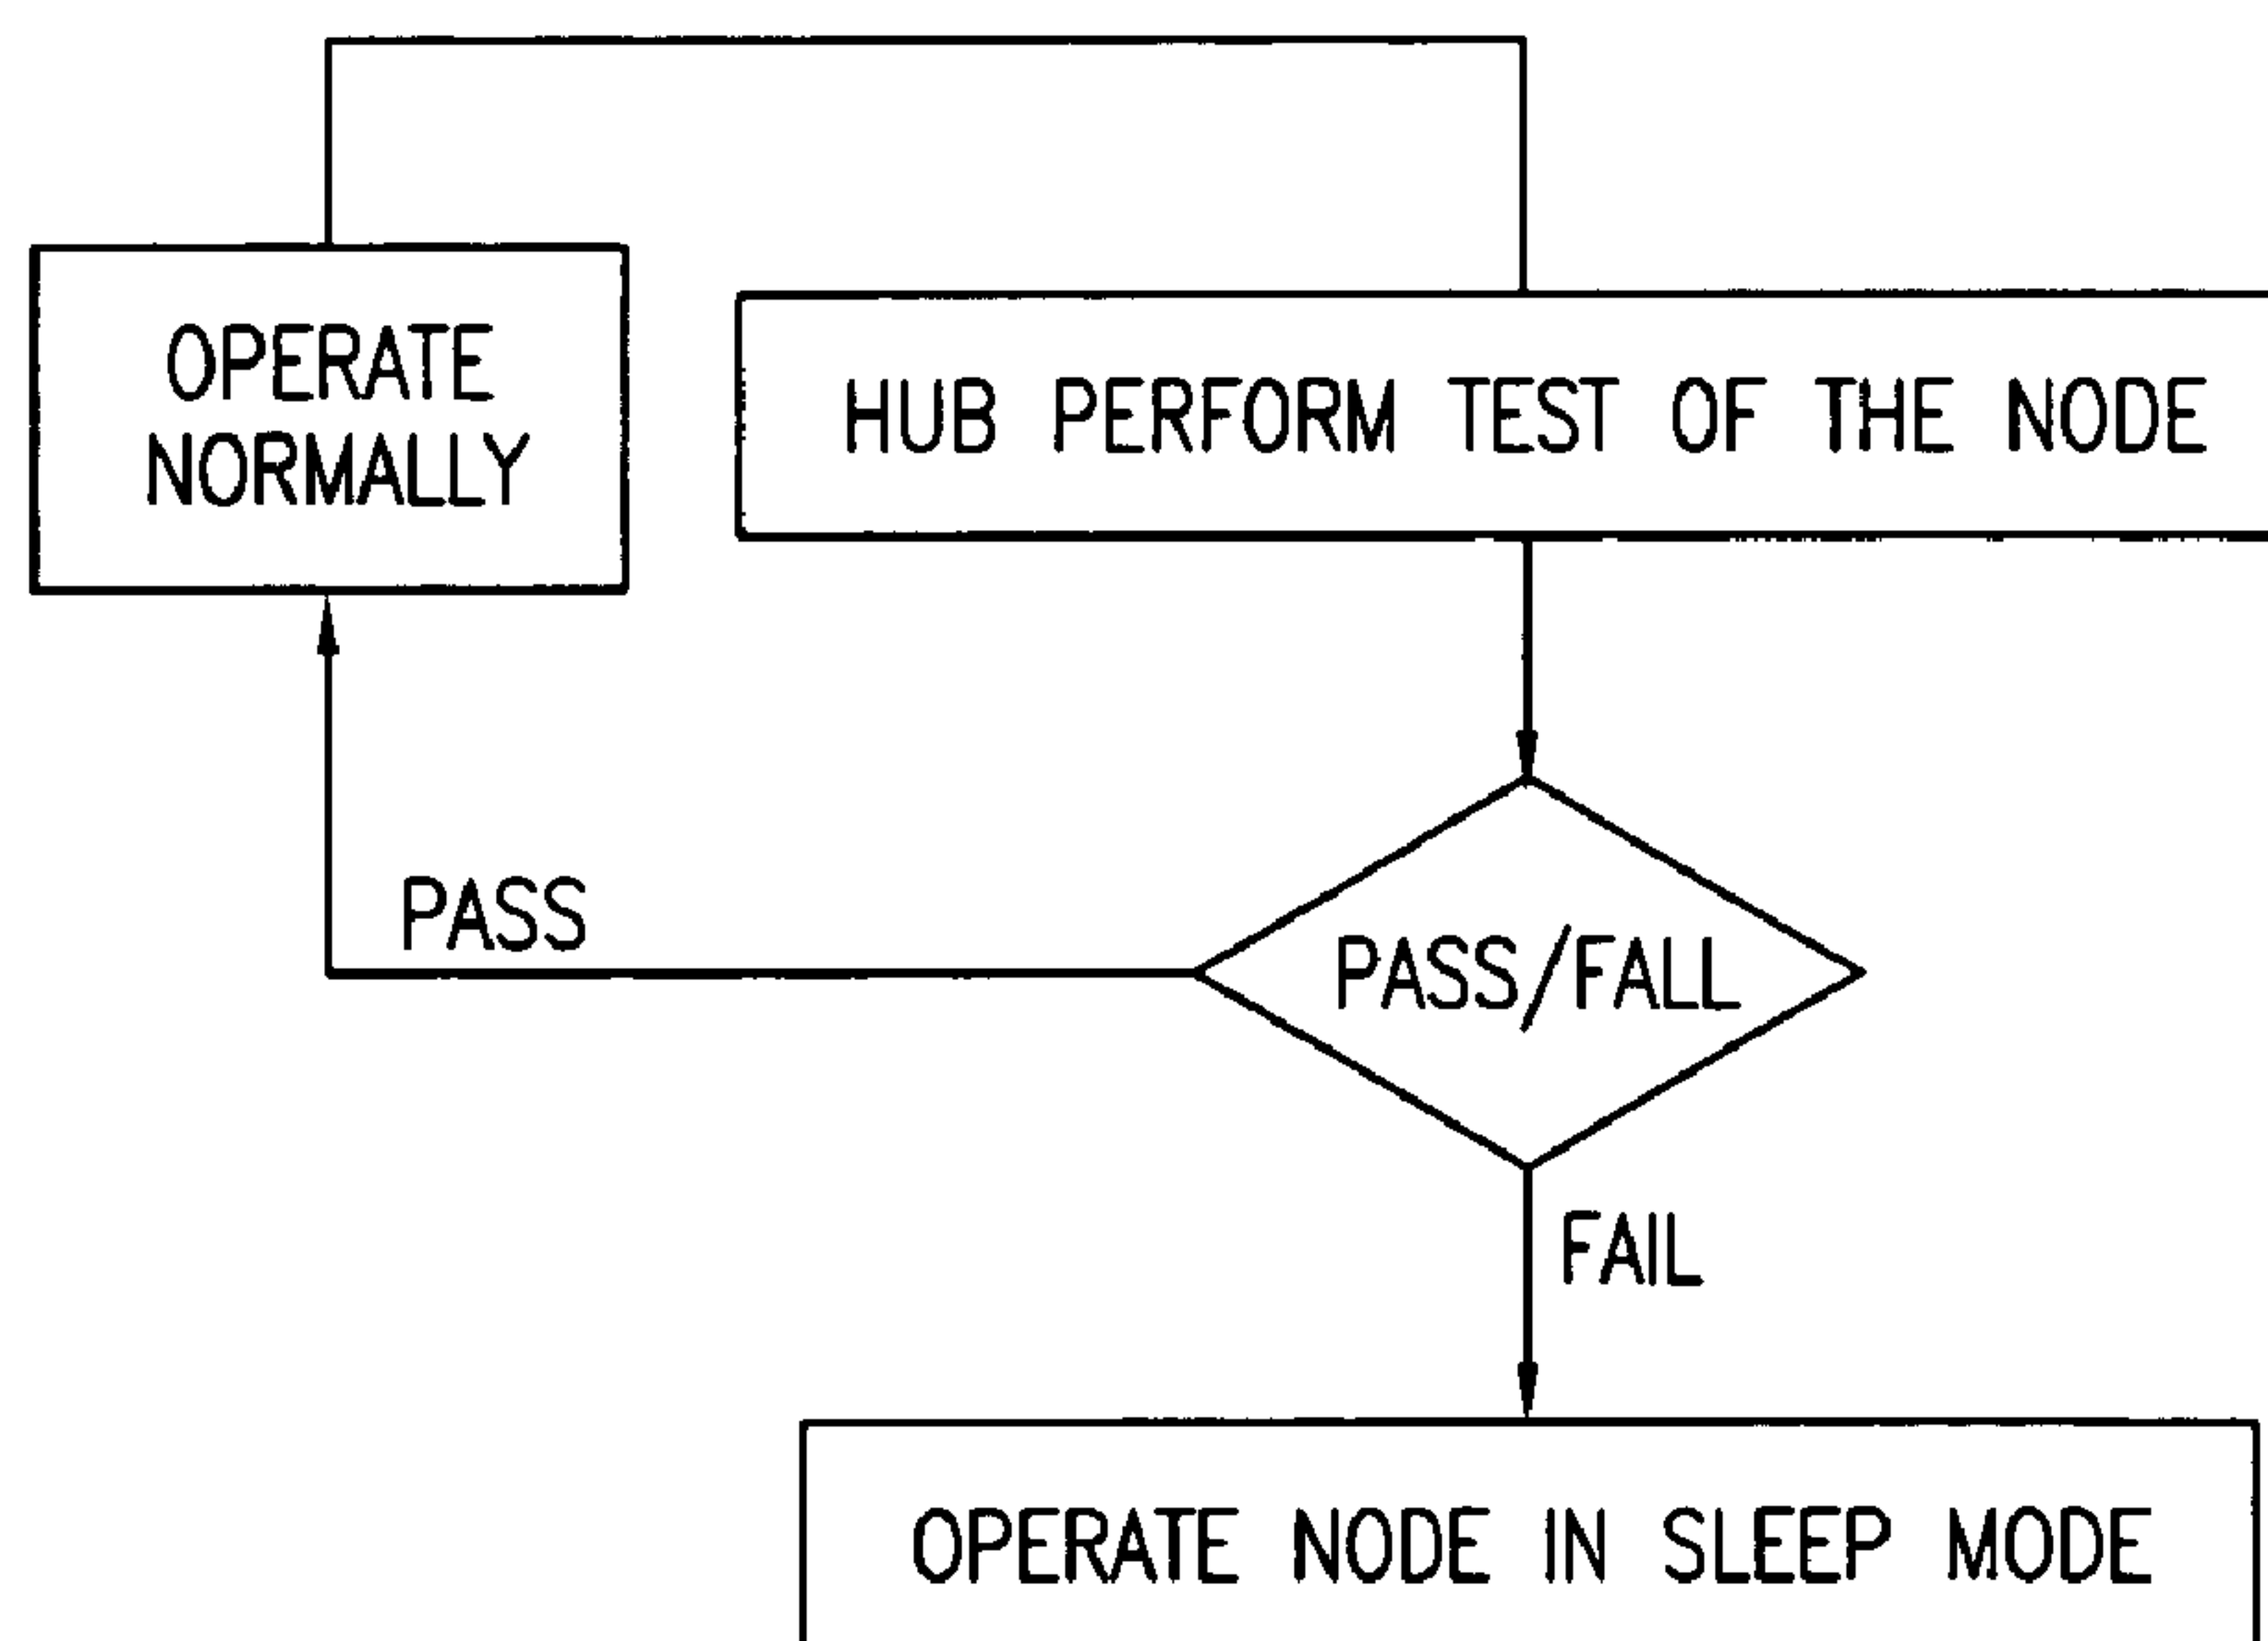 OPERATE
NORMALLY
HUB PERFORM TEST OF THE NODE
PASS
PASS/FALL
FAIL
OPERATE NODE IN SLEEP MODE